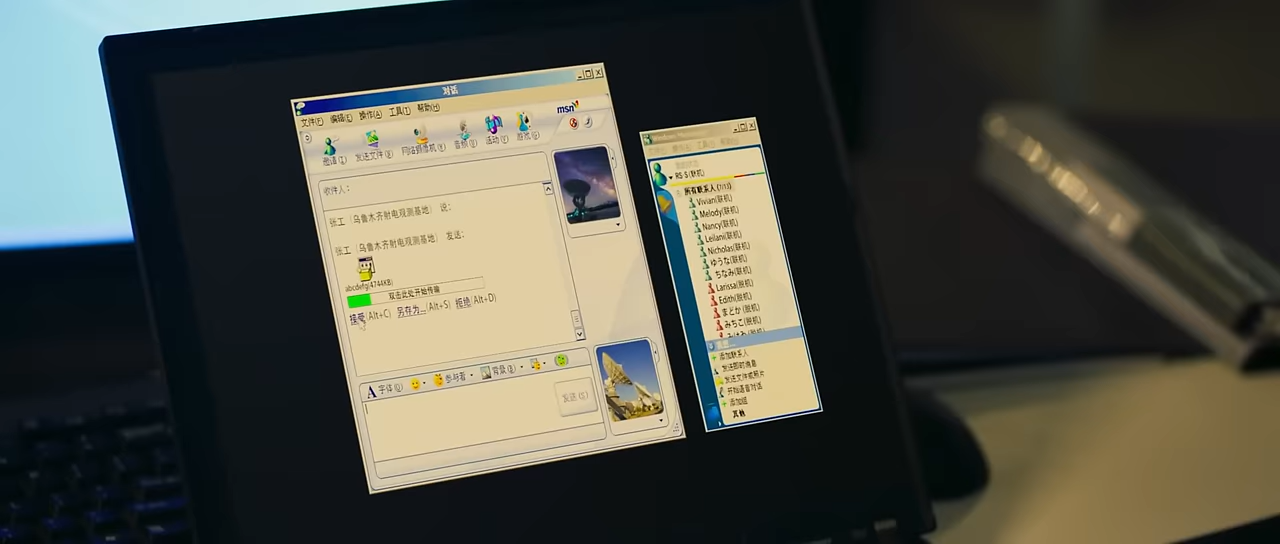 对话
文件(F) 编辑(E) 操作(A) 工具(T) 帮助(H)
msn
邀请(I) 发送文件 网络摄像机 音频 活动 游戏(G)
收件人：
张工（乌鲁木齐射电观测基地） 说：
张工（乌鲁木齐射电观测基地） 发送：
abcdefg(4744KB)
双击此处开始传输
接受(Alt+C) 另存为...(Alt+S) 拒绝(Alt+D)
A 字体 背景
发送(S)
RS-S(联机)
所有联系人
Vivian(联机)
Melody(联机)
Nancy(联机)
Leilani(联机)
Nicholas(联机)
ゆうな(联机)
ちなみ(联机)
Larissa(脱机)
Edith(脱机)
まどか(脱机)
みちこ(脱机)
添加联系人
发送即时消息
发送文件或照片
开始语音对话
添加组
其他